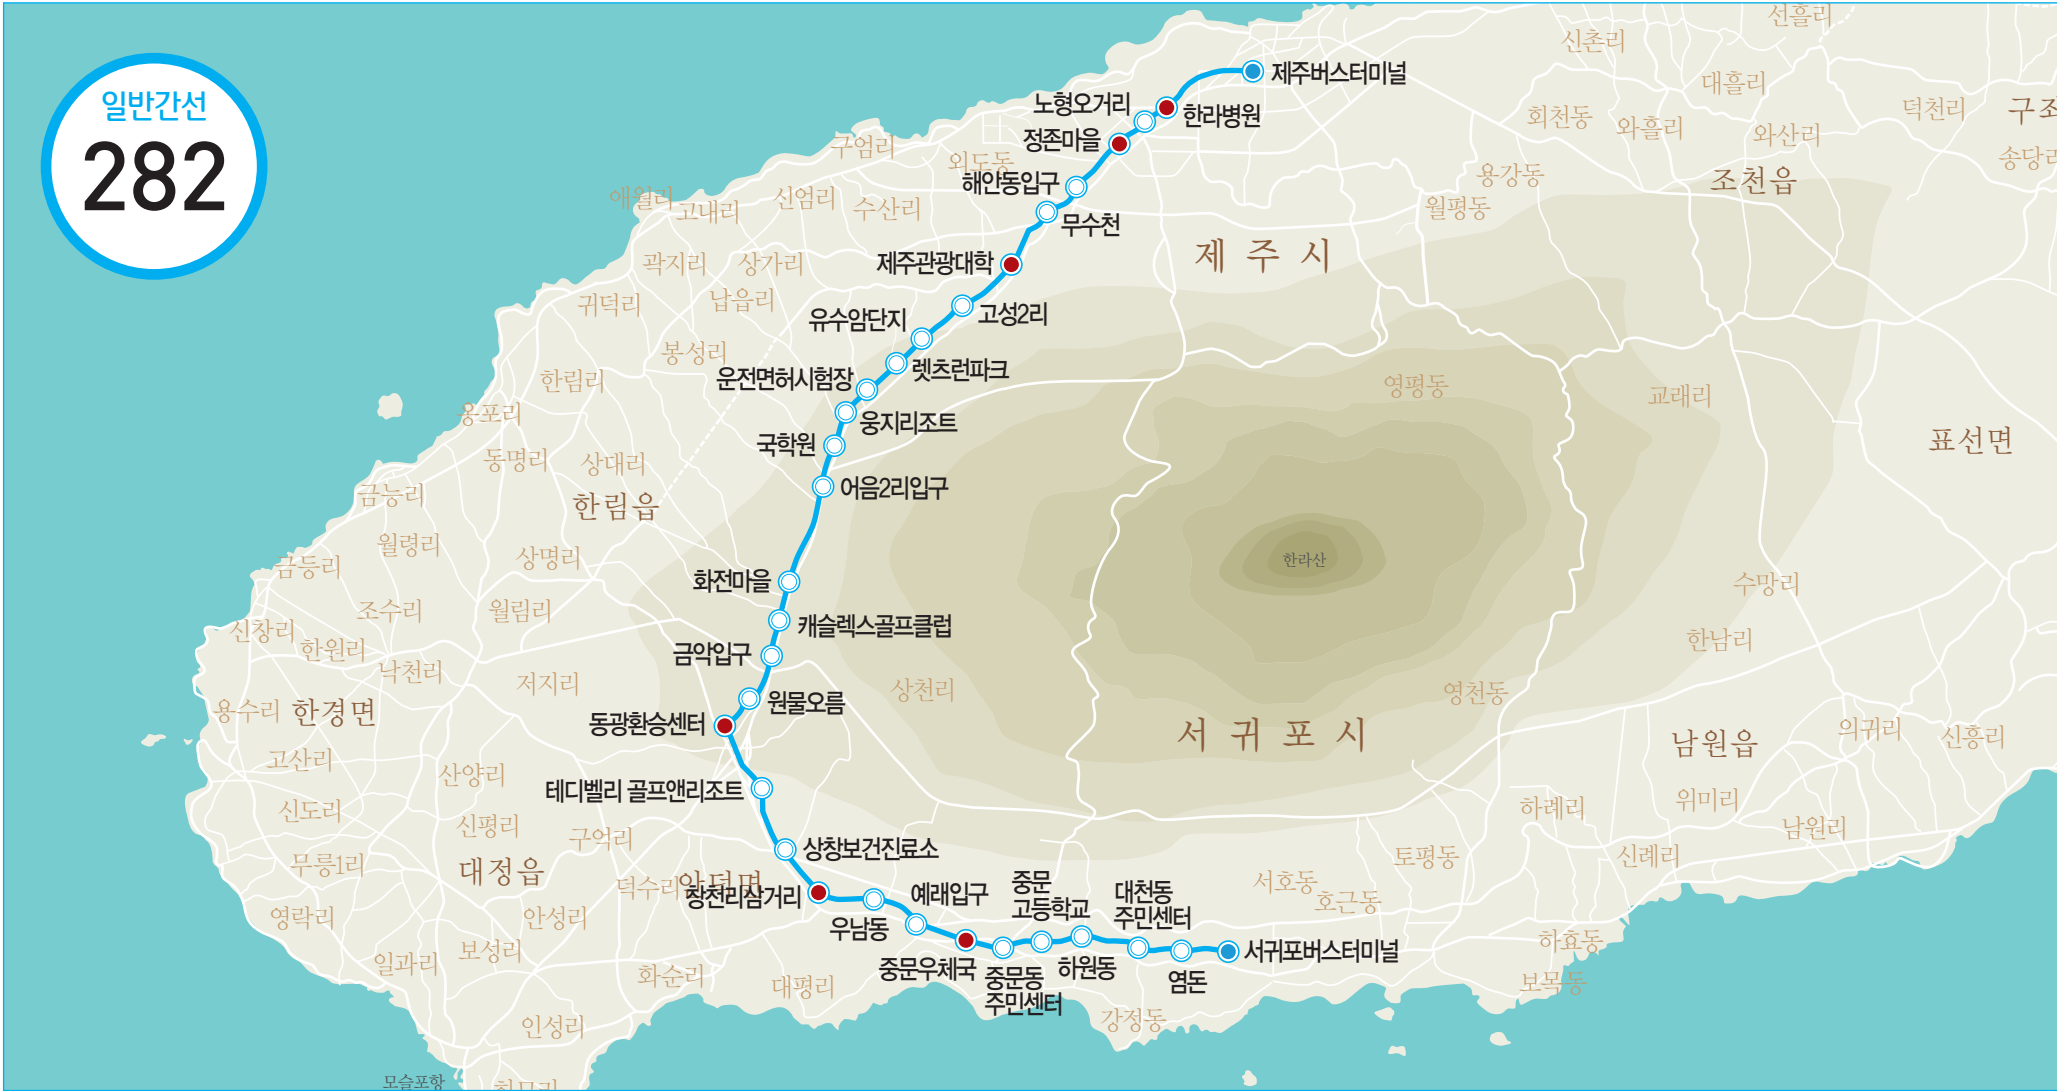 일반간선
282
제주버스터미널
한라병원
노형오거리
정존마을
해안동입구
무수천
제주관광대학
고성2리
유수암단지
렛츠런파크
운전면허시험장
웅지리조트
국학원
어음2리입구
화전마을
캐슬렉스골프클럽
금악입구
원물오름
동광환승센터
테디벨리 골프앤리조트
상창보건진료소
창천리삼거리
우남동
예래입구
중문우체국
중문동
주민센터
중문
고등학교
하원동
대천동
주민센터
염돈
서귀포버스터미널
선흘리
신촌리
대흘리
덕천리
회천동
와흘리
와산리
용강동
조천읍
월평동
구엄리
외도동
애월리
고내리
신엄리
수산리
제 주 시
곽지리
상가리
귀덕리
납읍리
봉성리
한림리
옹포리
영평동
교래리
표선면
동명리
상대리
금능리
한림읍
월령리
상명리
금등리
한라산
수망리
조수리
월림리
신창리
한원리
낙천리
저지리
한남리
상천리
영천동
용수리
한경면
서 귀 포 시
남원읍
의귀리
신흥리
고산리
산양리
신도리
신평리
구억리
하례리
위미리
남원리
무릉1리
대정읍
덕수리
안덕면
서호동
호근동
토평동
신례리
영락리
안성리
보성리
일과리
화순리
대평리
하효동
보목동
강정동
인성리
모슬포항